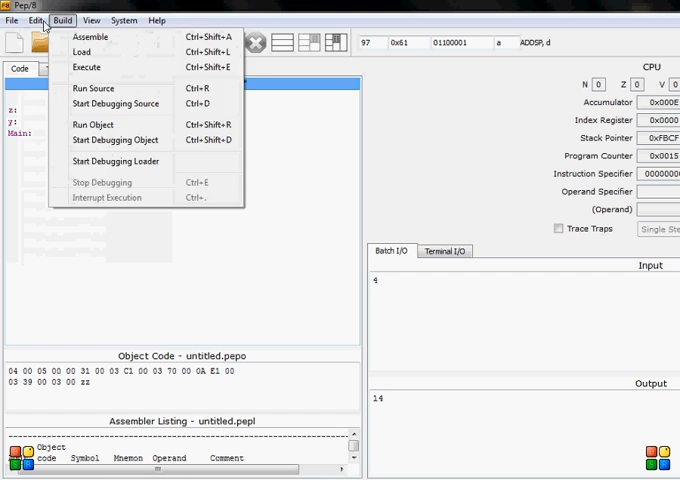 Pep/8
File Edit Build View System Help
Assemble Ctrl+Shift+A
Load Ctrl+Shift+L
Execute Ctrl+Shift+E
Run Source Ctrl+R
Start Debugging Source Ctrl+D
Run Object Ctrl+Shift+R
Start Debugging Object Ctrl+Shift+D
Start Debugging Loader
Stop Debugging Ctrl+E
Interrupt Execution Ctrl+.
97 0x61 01100001 a ADDSP, d
Code
z:
y:
Main:
CPU
N 0 Z 0 V
Accumulator 0x000E
Index Register 0x0000
Stack Pointer 0xFBCF
Program Counter 0x0015
Instruction Specifier 0000000
Operand Specifier
(Operand)
Trace Traps Single Ste
Batch I/O Terminal I/O
Input
4
Output
14
Object Code - untitled.pepo
04 00 05 00 00 31 00 03 C1 00 03 70 00 0A E1 00
03 39 00 03 00 zz
Assembler Listing - untitled.pepl
Object
code Symbol Mnemon Operand Comment